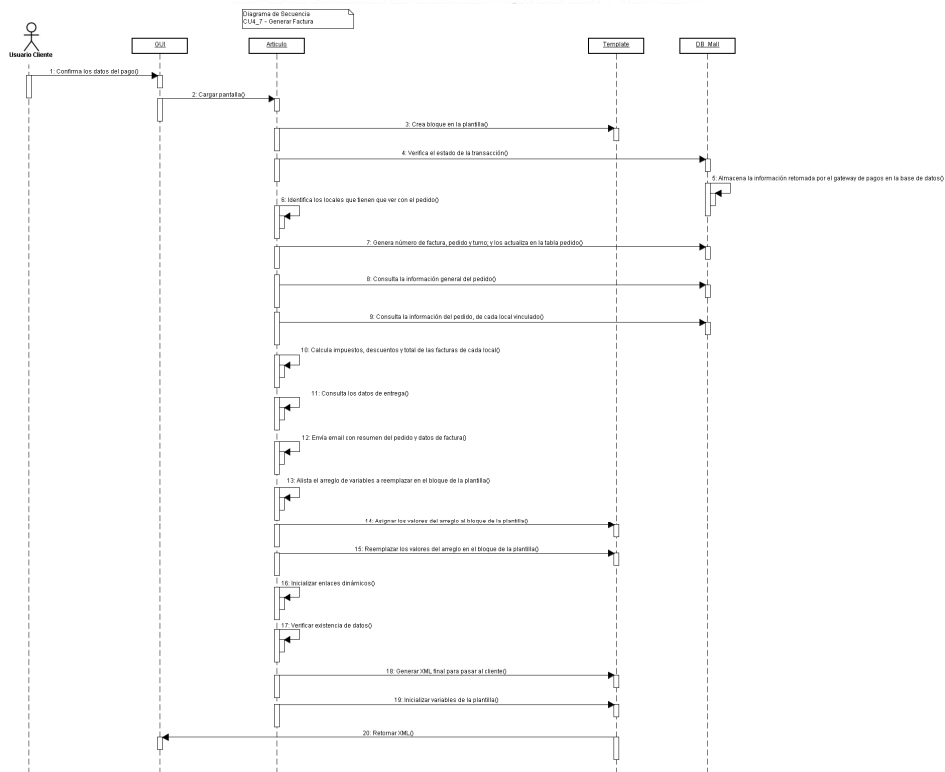 Diagrama de Secuencia
CU4_7 - Generar Factura
Usuario Cliente
GUI
Articulo
Template
DB_Mall
1: Confirma los datos del pago()
2: Cargar pantalla()
3: Crea bloque en la plantilla()
4: Verifica el estado de la transacción()
5: Almacena la información retornada por el gateway de pagos en la base de datos()
6: Identifica los locales que tienen que ver con el pedido()
7: Genera número de factura, pedido y turno; y los actualiza en la tabla pedido()
8: Consulta la información general del pedido()
9: Consulta la información del pedido, de cada local vinculado()
10: Calcula impuestos, descuentos y total de las facturas de cada local()
11: Consulta los datos de entrega()
12: Envía email con resumen del pedido y datos de factura()
13: Alista el arreglo de variables a reemplazar en el bloque de la plantilla()
14: Asignar los valores del arreglo al bloque de la plantilla()
15: Reemplazar los valores del arreglo en el bloque de la plantilla()
16: Inicializar enlaces dinámicos()
17: Verificar existencia de datos()
18: Generar XML final para pasar al cliente()
19: Inicializar variables de la plantilla()
20: Retornar XML()